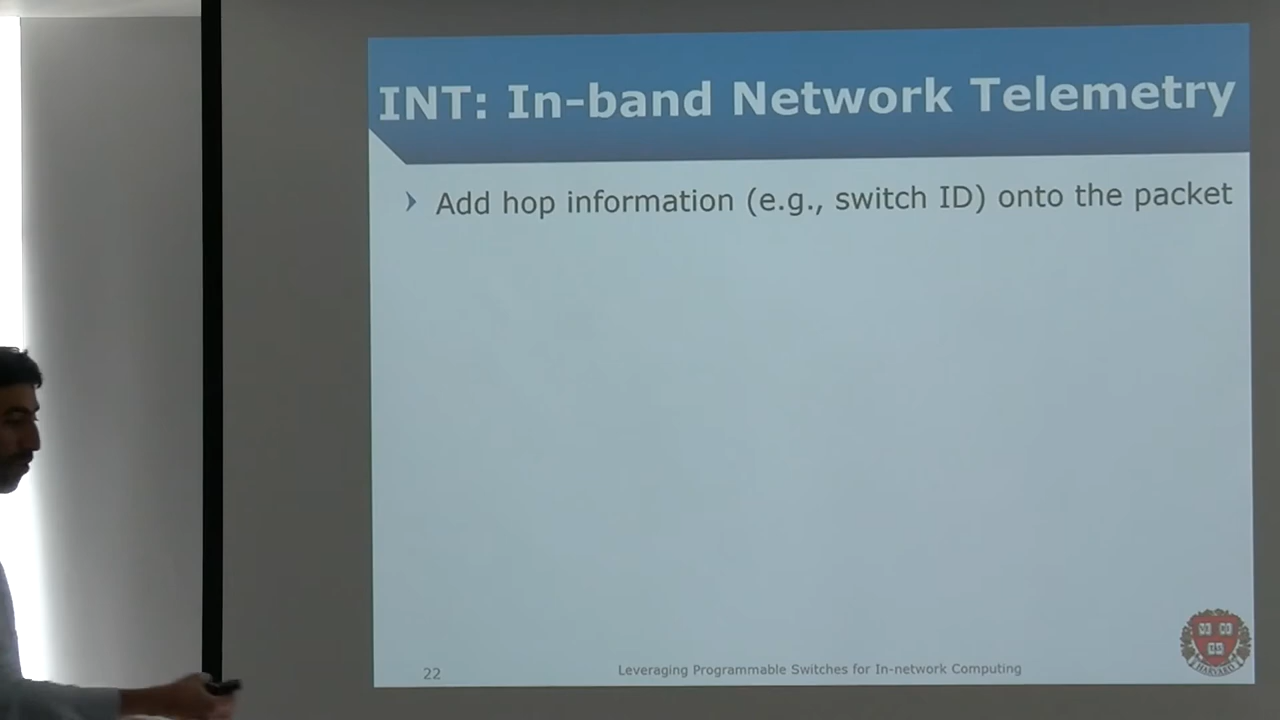 INT: In-band Network Telemetry
Add hop information (e.g., switch ID) onto the packet
22
Leveraging Programmable Switches for In-network Computing
HARVARD